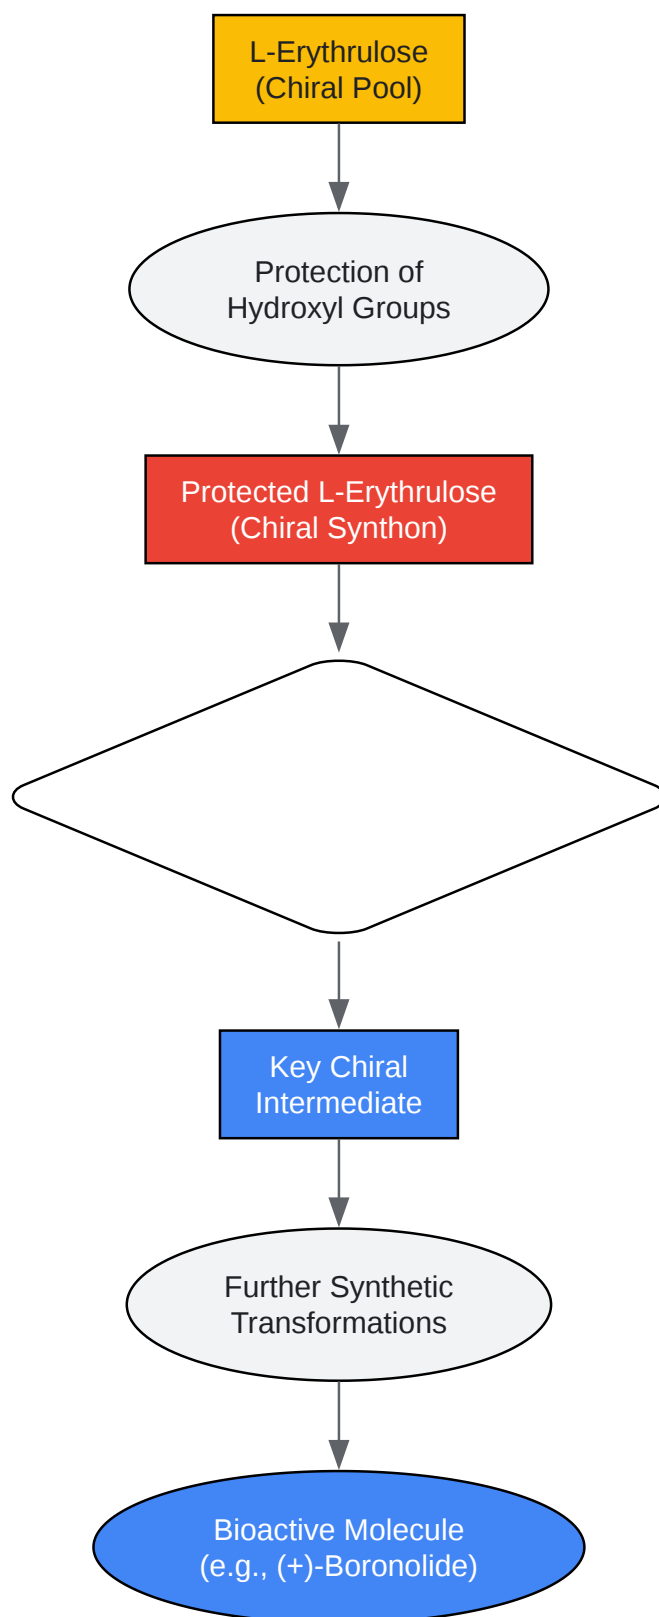 L-Erythrulose
(Chiral Pool)
Protection of
Hydroxyl Groups
Protected L-Erythrulose
(Chiral Synthon)
Key Chiral
Intermediate
Further Synthetic
Transformations
Bioactive Molecule
(e.g., (+)-Boronolide)